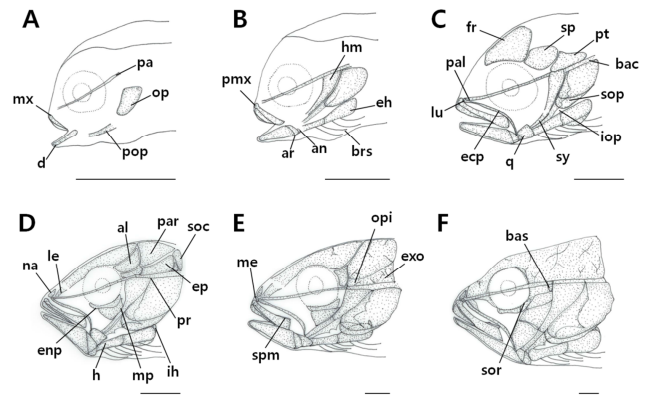 A
pa
op
mx
d
pop
B
hm
pmx
eh
ar
an
brs
C
fr
sp
pt
pal
bac
lu
sop
iop
ecp
q
sy
D
al
par
soc
le
na
ep
pr
enp
h
mp
ih
E
opi
me
exo
spm
F
bas
sor